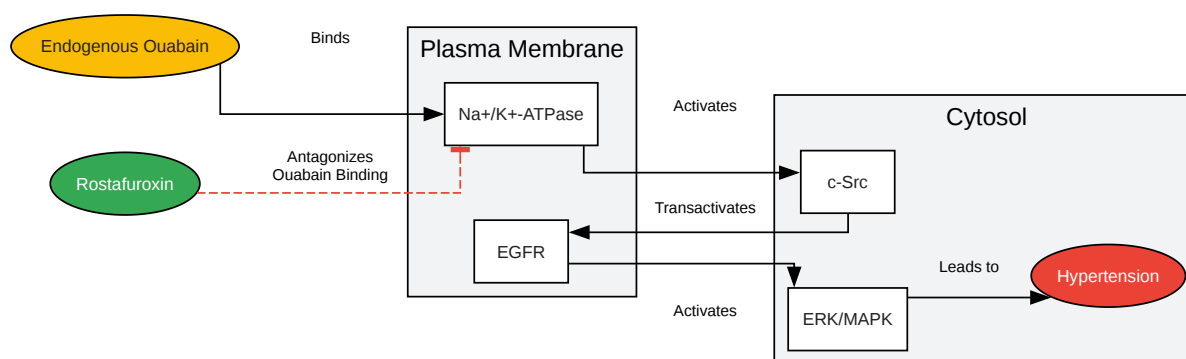 Endogenous Ouabain
Binds
Plasma Membrane
Na+/K+-ATPase
Activates
Cytosol
Antagonizes
Ouabain Binding
Rostafuroxin
c-Src
Transactivates
EGFR
Leads to
Hypertension
Activates
ERK/MAPK